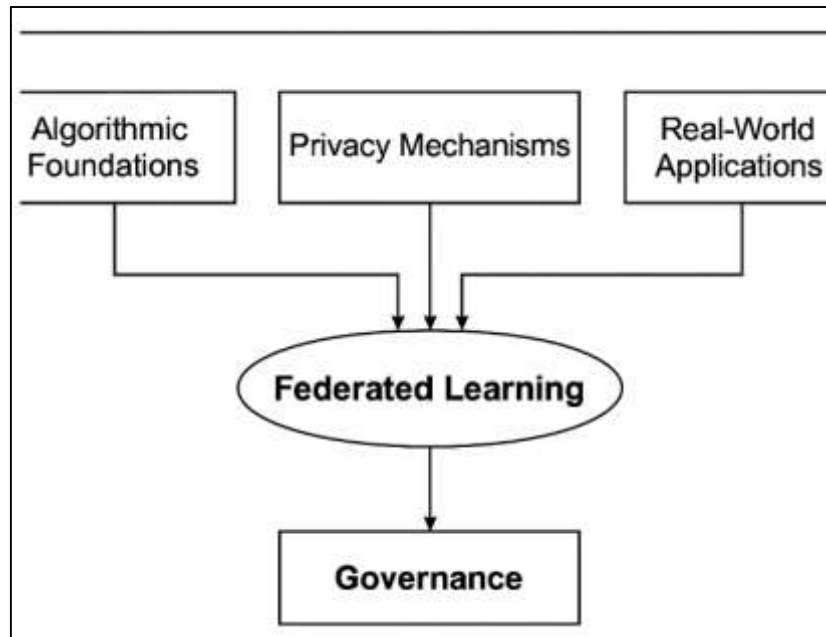 Algorithmic
Foundations
Privacy Mechanisms
Real-World
Applications
Federated Learning
Governance